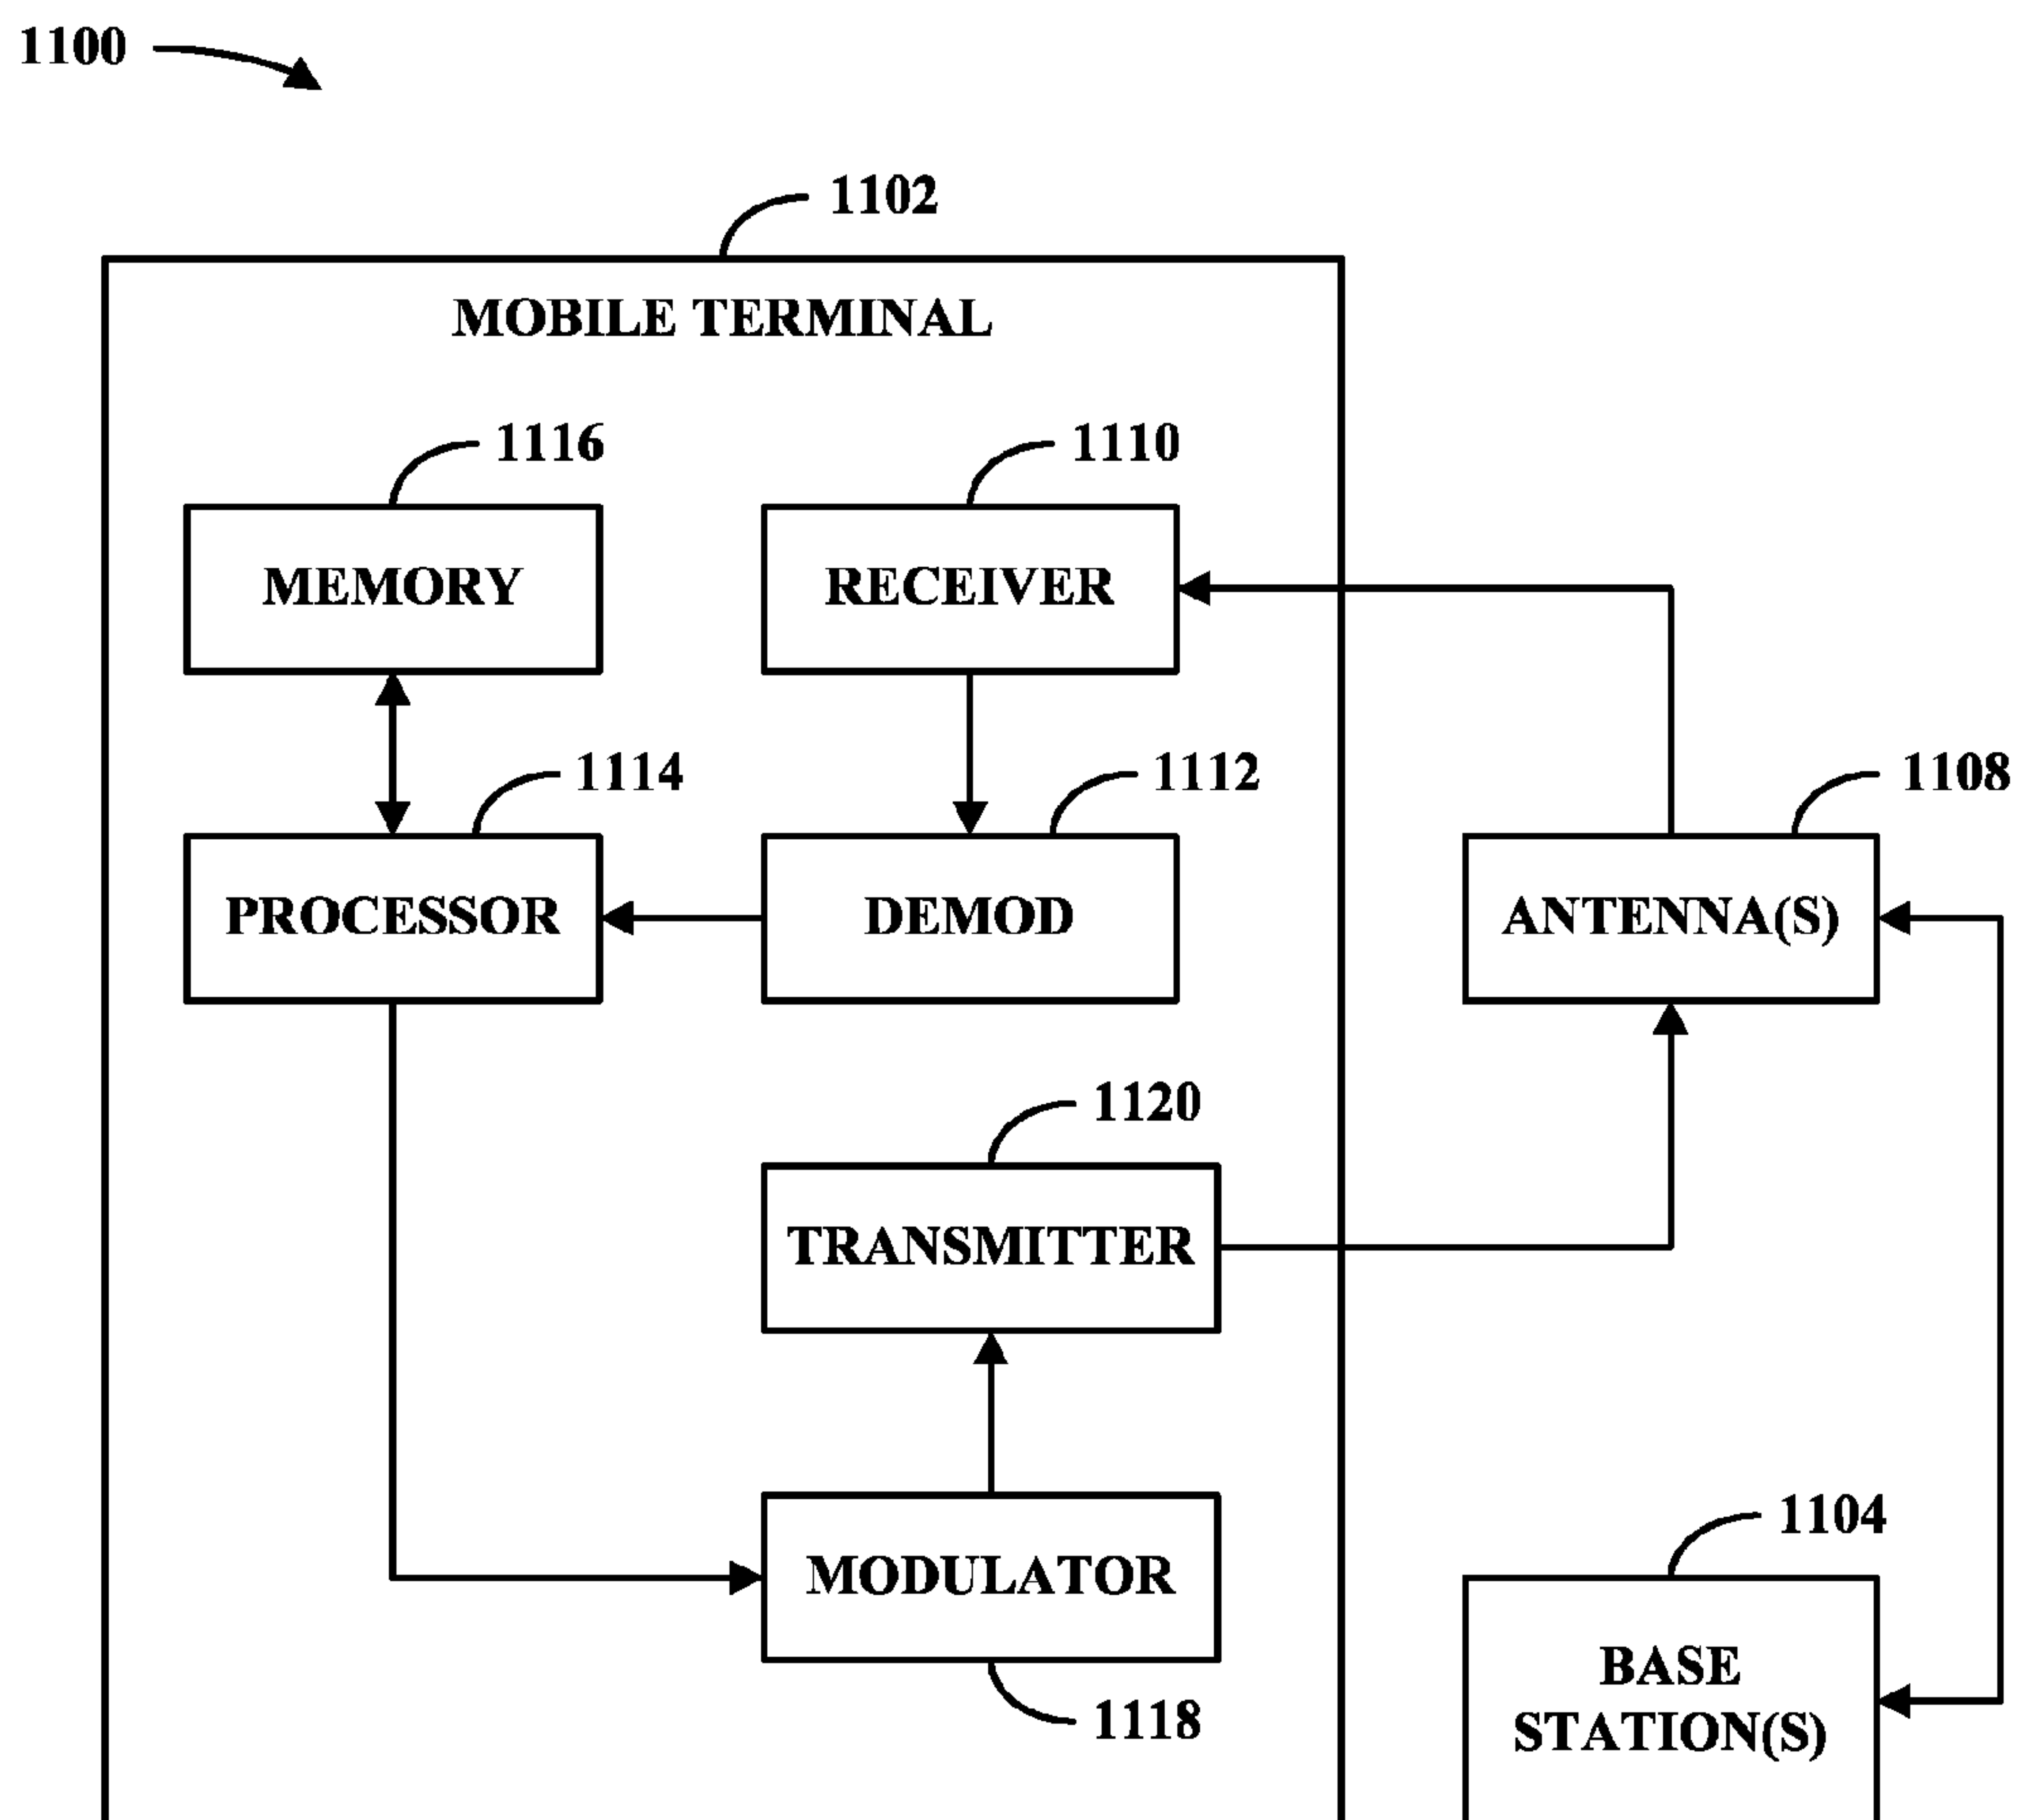 1100
1102
MOBILE TERMINAL
1116
1110
MEMORY
RECEIVER
1114
1112
1108
PROCESSOR
DEMOD
ANTENNA(S)
1120
TRANSMITTER
1104
MODULATOR
BASE
STATION(S)
1118